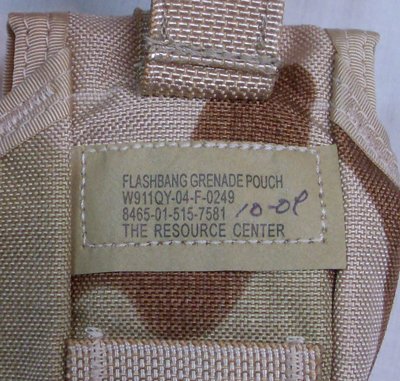 FLASHBANG GRENADE POUCH
W911QY-04-F-0249
8465-01-515-7581
THE RESOURCE CENTER